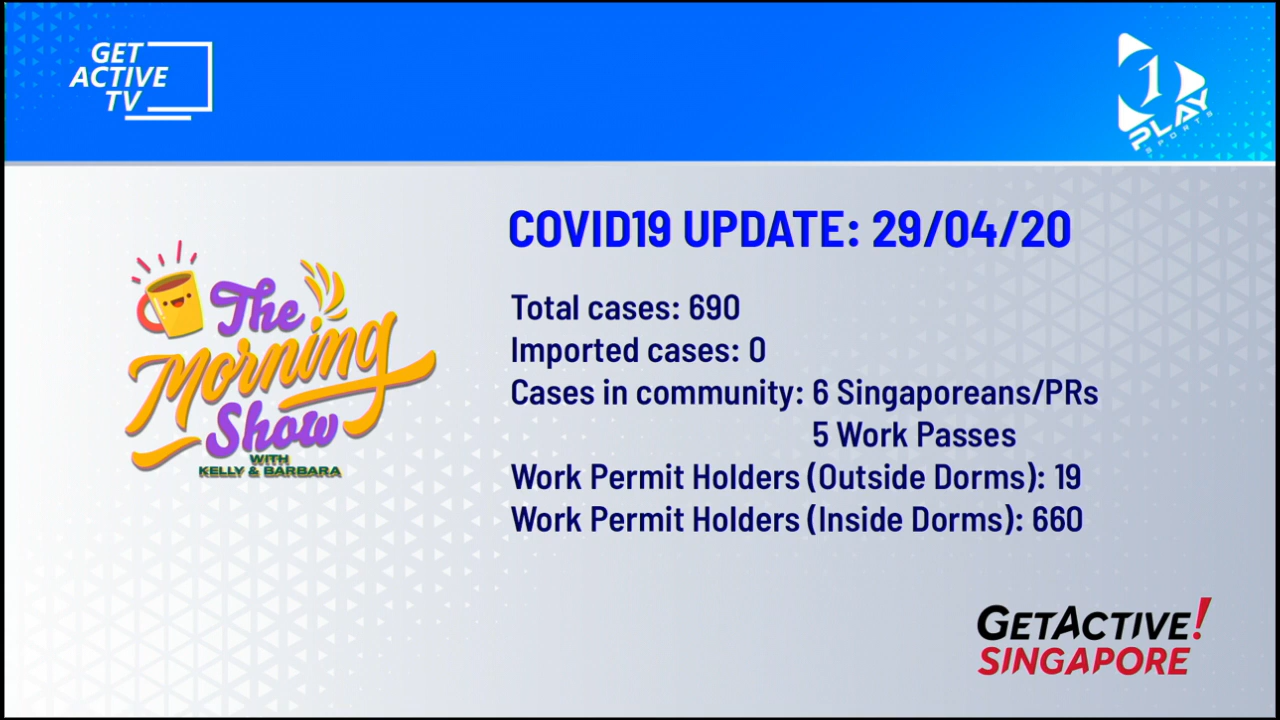 GET
ACTIVE
TV
1
PLAY
SPORTS
COVID19 UPDATE: 29/04/20
Total cases: 690
Imported cases: 0
Cases in community: 6 Singaporeans/PRs
5 Work Passes
Work Permit Holders (Outside Dorms): 19
Work Permit Holders (Inside Dorms): 660
The
Morning
Show
WITH
KELLY & BARBARA
GETACTIVE!
SINGAPORE